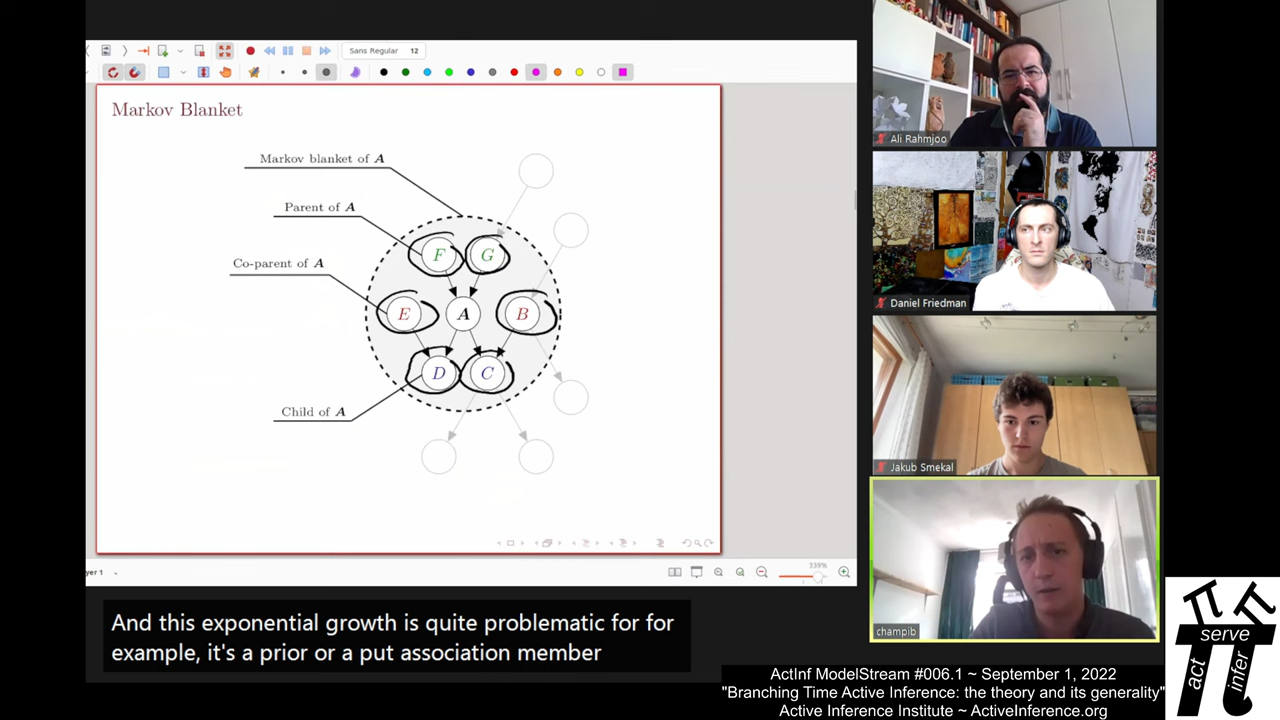 Sans Regular 12
Markov Blanket
Markov blanket of A
Parent of A
Co-parent of A
F G
E A B
D C
Child of A
yer 1
339%
And this exponential growth is quite problematic for for
example, it's a prior or a put association member
Ali Rahmjoo
Daniel Friedman
Jakub Smekal
champib
π π
serve
act infer
ActInf ModelStream #006.1 ~ September 1, 2022
"Branching Time Active Inference: the theory and its generality"
Active Inference Institute ~ ActiveInference.org